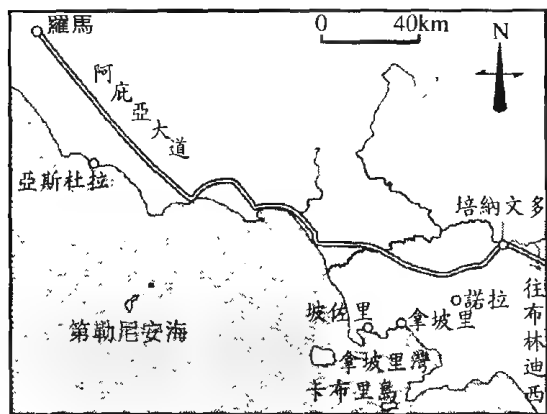 羅馬
0 40km
N
阿庇亞大道
亞斯杜拉
培納文多
諾拉
坡佐里
拿坡里
第勒尼安海
拿坡里灣
卡布里島
往布林迪西